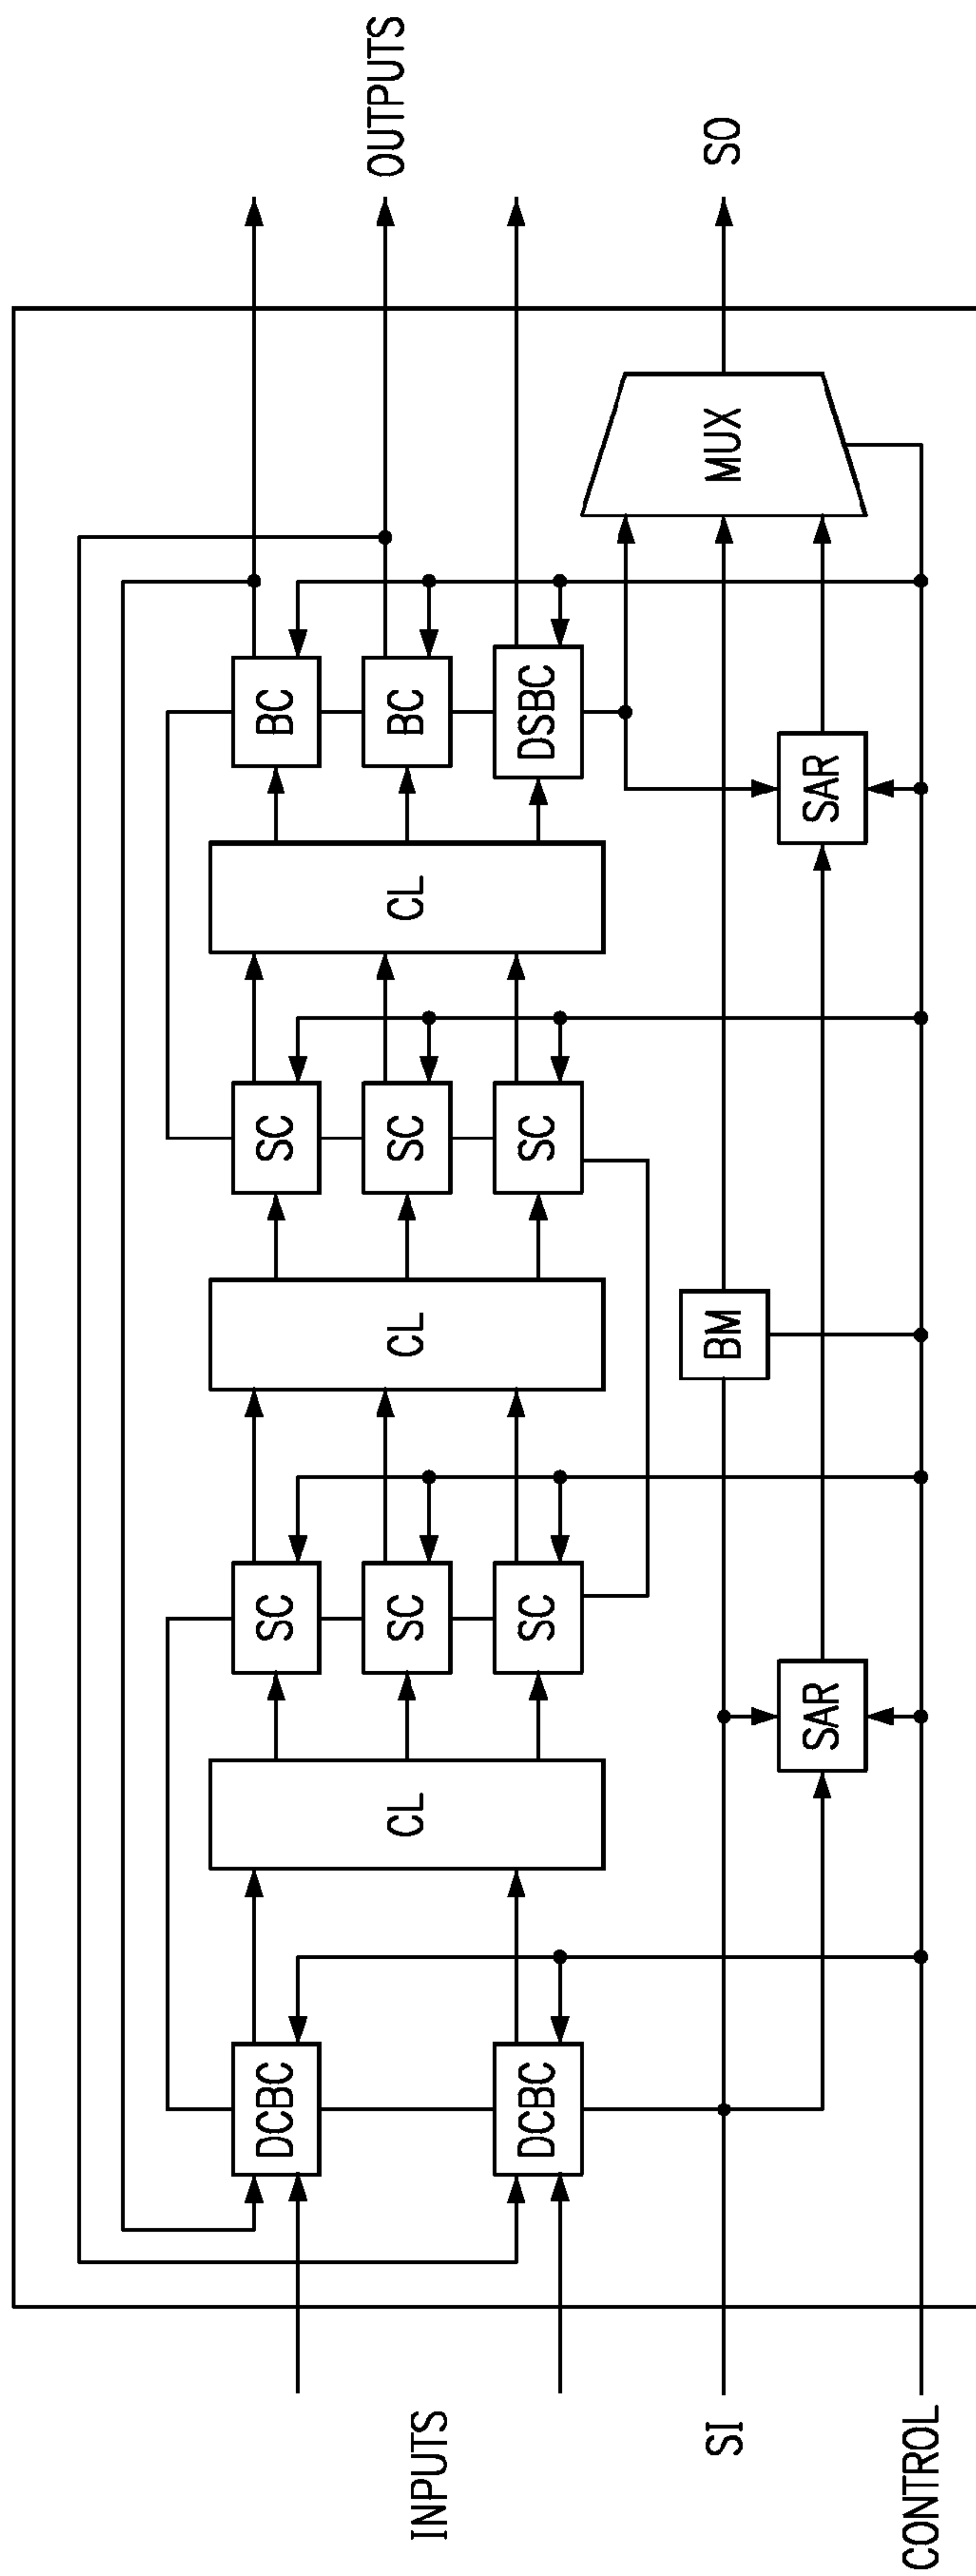 INPUTS
SI
CONTROL
DCBC
DCBC
CL
SC
SC
SC
SAR
CL
BM
SC
SC
SC
CL
BC
BC
DSBC
SAR
MUX
OUTPUTS
SO